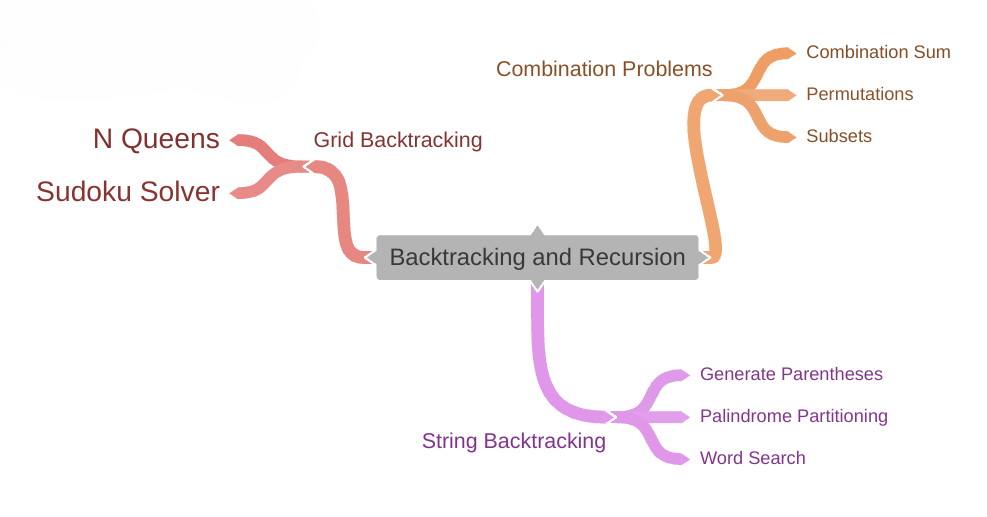 Backtracking and Recursion
Grid Backtracking
N Queens
Sudoku Solver
Combination Problems
Combination Sum
Permutations
Subsets
String Backtracking
Generate Parentheses
Palindrome Partitioning
Word Search